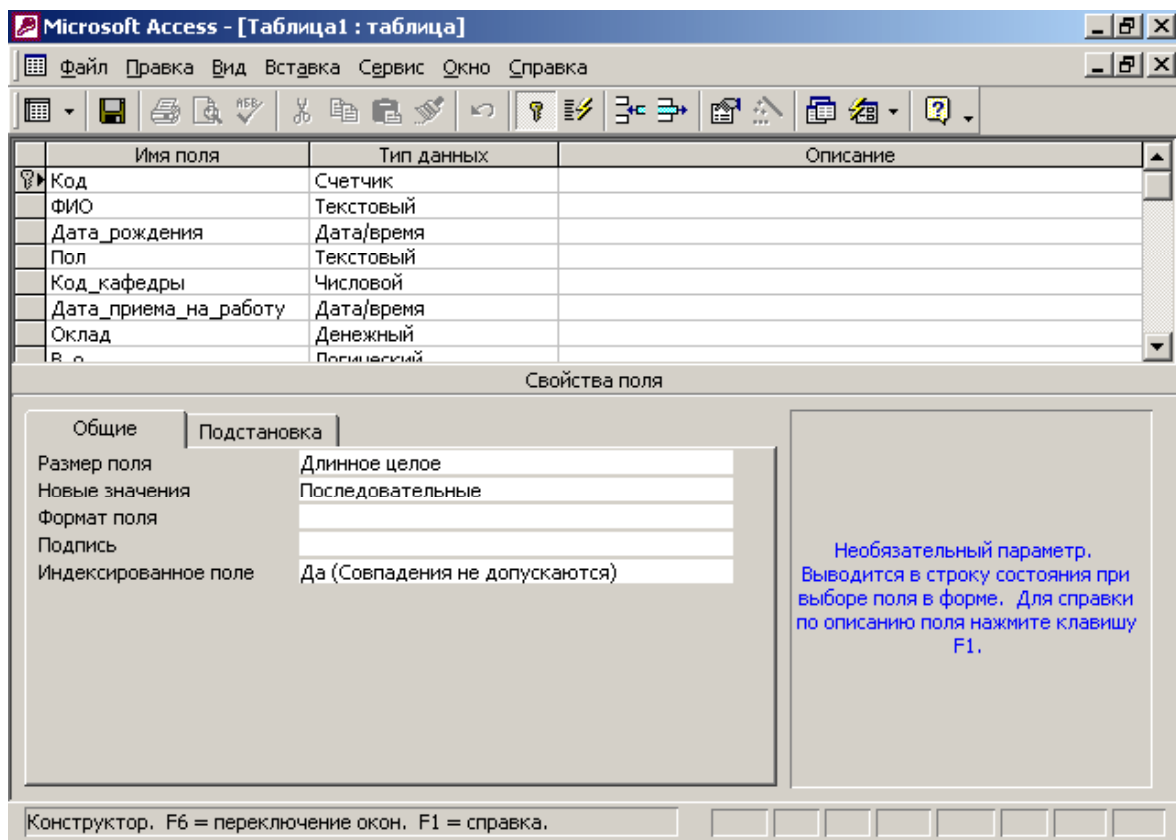 Microsoft Access - [Таблица1 : таблица]
Файл Правка Вид Вставка Сервис Окно Справка
Имя поля Тип данных Описание
Код Счетчик
ФИО Текстовый
Дата_рождения Дата/время
Пол Текстовый
Код_кафедры Числовой
Дата_приема_на_работу Дата/время
Оклад Денежный
В_о Логический
Свойства поля
Общие Подстановка
Размер поля Длинное целое
Новые значения Последовательные
Формат поля
Подпись
Индексированное поле Да (Совпадения не допускаются)
Необязательный параметр.
Выводится в строку состояния при
выборе поля в форме. Для справки
по описанию поля нажмите клавишу
F1.
Конструктор. F6 = переключение окон. F1 = справка.